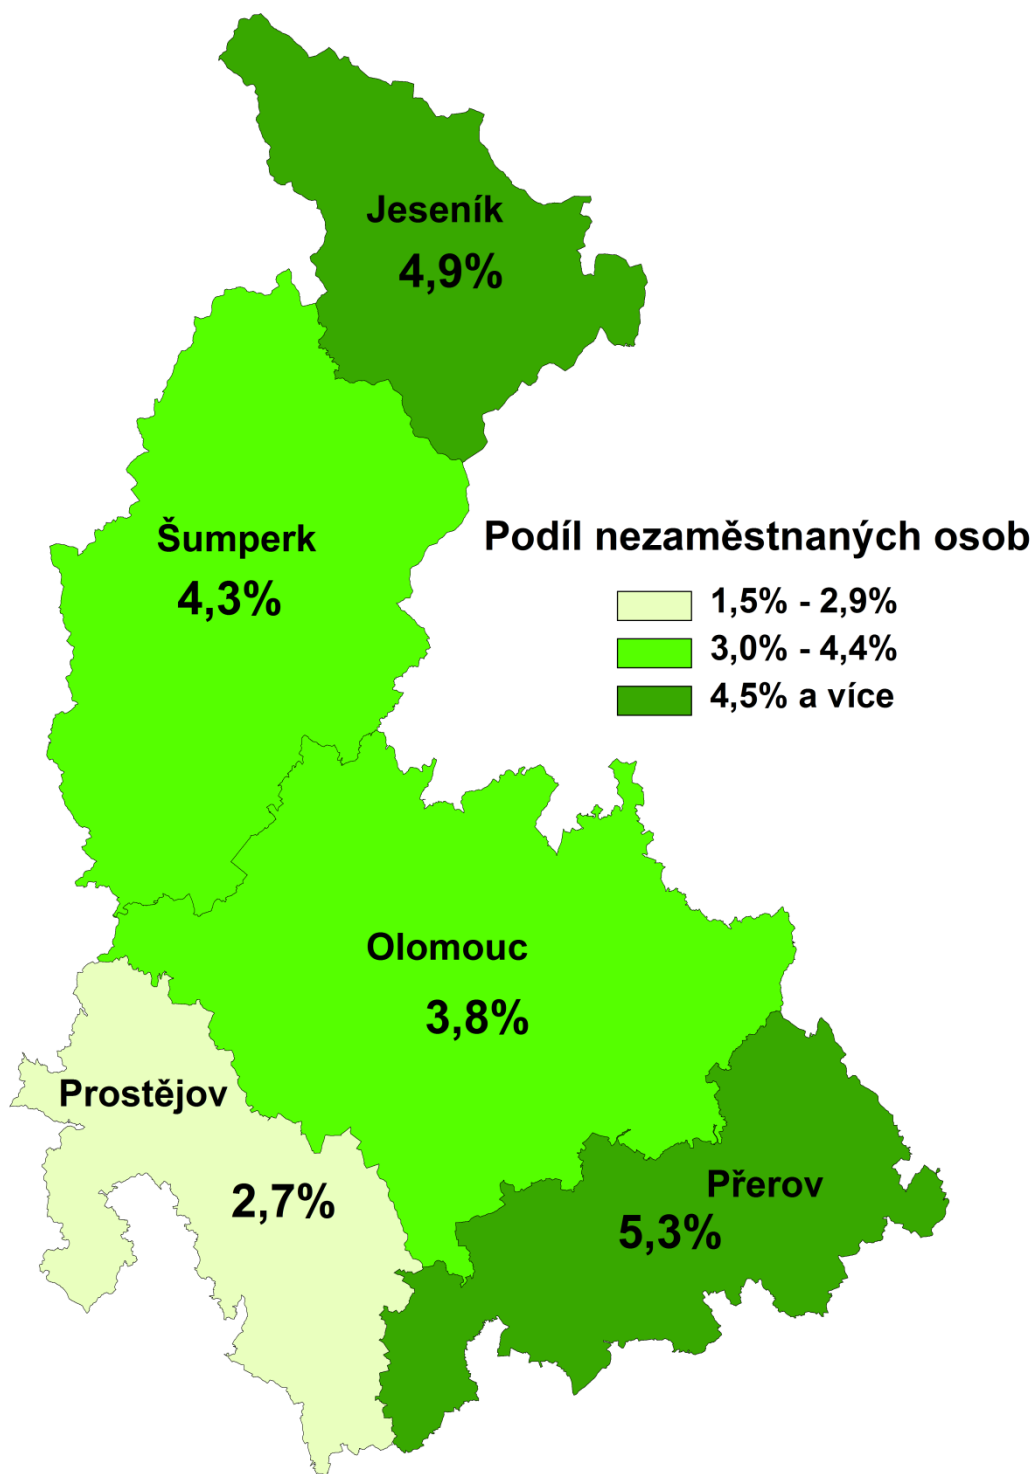 Jeseník
4,9%
Šumperk
4,3%
Podíl nezaměstnaných osob
1,5% - 2,9%
3,0% - 4,4%
4,5% a více
Olomouc
3,8%
Prostějov
2,7%
Přerov
5,3%